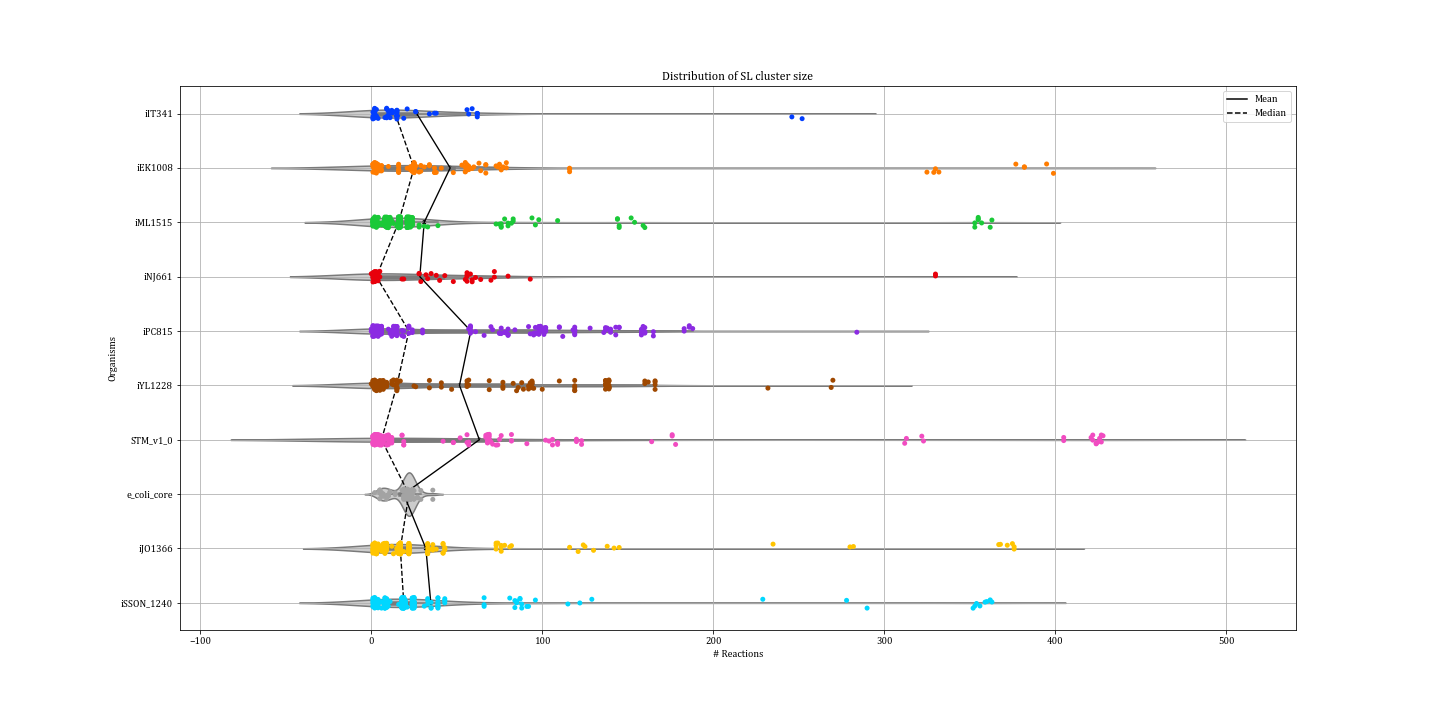 Distribution of SL cluster size
Mean
Median
Organisms
iIT341
iEK1008
iML1515
iNJ661
iPC815
iYL1228
STM_v1_0
e_coli_core
iJO1366
iSSON_1240
−100
0
100
200
300
400
500
# Reactions